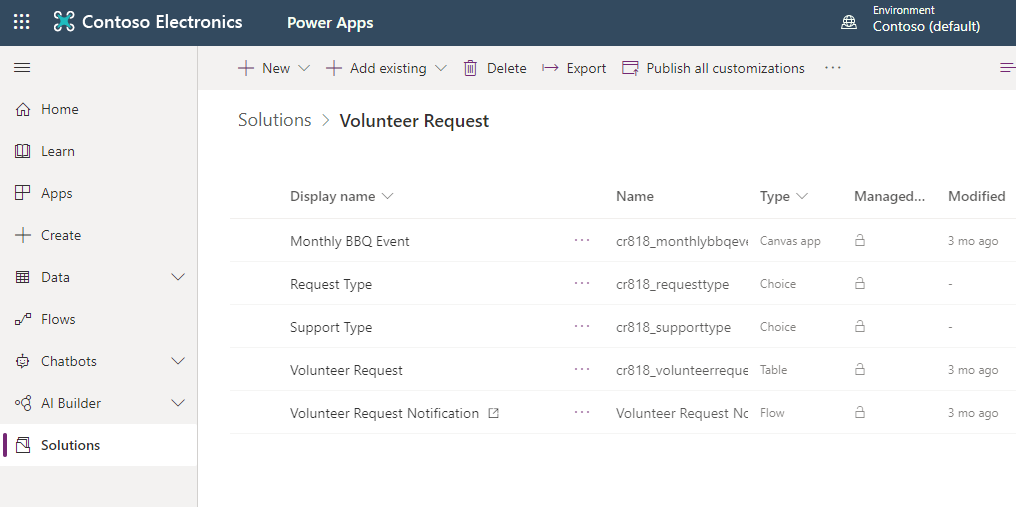 Contoso Electronics Power Apps Environment
Contoso (default)
New Add existing Delete Export Publish all customizations ...
Home
Learn
Apps
Create
Data
Flows
Chatbots
AI Builder
Solutions
Solutions > Volunteer Request
Display name Name Type Managed... Modified
Monthly BBQ Event ... cr818_monthlybbqeve Canvas app 3 mo ago
Request Type ... cr818_requesttype Choice -
Support Type ... cr818_supporttype Choice -
Volunteer Request ... cr818_volunteerreque Table 3 mo ago
Volunteer Request Notification ... Volunteer Request Nc Flow 3 mo ago